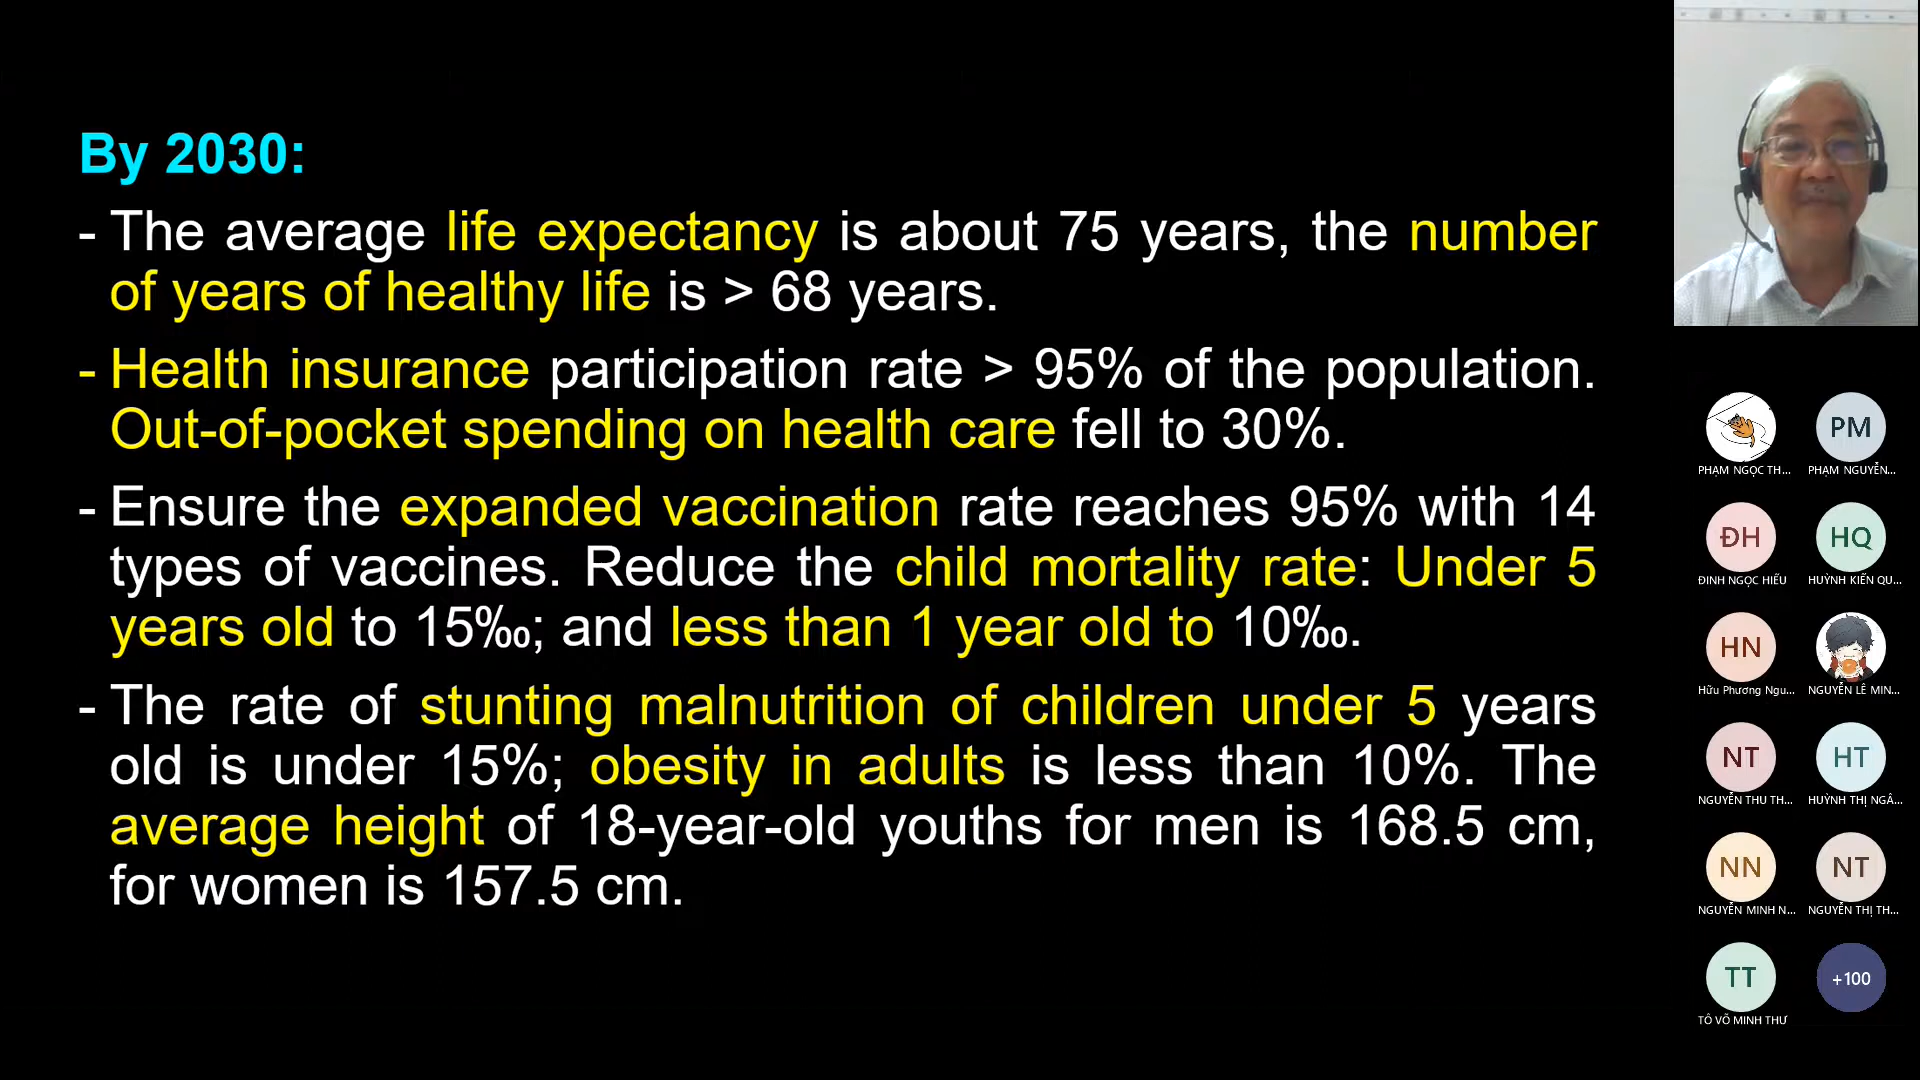 By 2030:
- The average life expectancy is about 75 years, the number
of years of healthy life is > 68 years.
- Health insurance participation rate > 95% of the population.
Out-of-pocket spending on health care fell to 30%.
- Ensure the expanded vaccination rate reaches 95% with 14
types of vaccines. Reduce the child mortality rate: Under 5
years old to 15‰; and less than 1 year old to 10‰.
- The rate of stunting malnutrition of children under 5 years
old is under 15%; obesity in adults is less than 10%. The
average height of 18-year-old youths for men is 168.5 cm,
for women is 157.5 cm.
PM
PHẠM NGỌC TH...
PHẠM NGUYỄN...
ĐH
HQ
ĐINH NGỌC HIẾU
HUỲNH KIẾN QU...
HN
Hữu Phương Ngu...
NGUYỄN LÊ MIN...
NT
HT
NGUYỄN THU TH...
HUỲNH THỊ NGÂ...
NN
NT
NGUYỄN MINH N...
NGUYỄN THỊ TH...
TT
+100
TÔ VÕ MINH THƯ